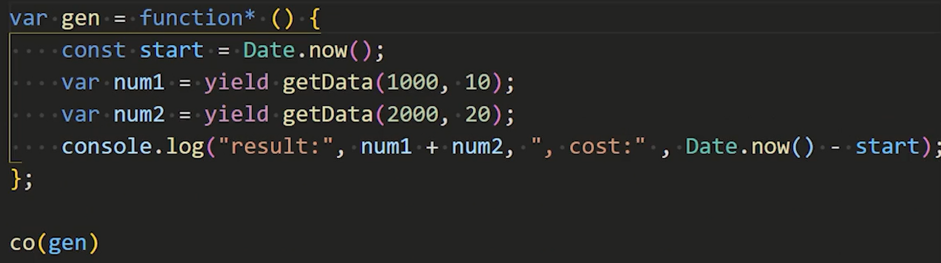 var gen = function* () {
    const start = Date.now();
    var num1 = yield getData(1000, 10);
    var num2 = yield getData(2000, 20);
    console.log("result:", num1 + num2, ", cost:" , Date.now() - start);
};

co(gen)